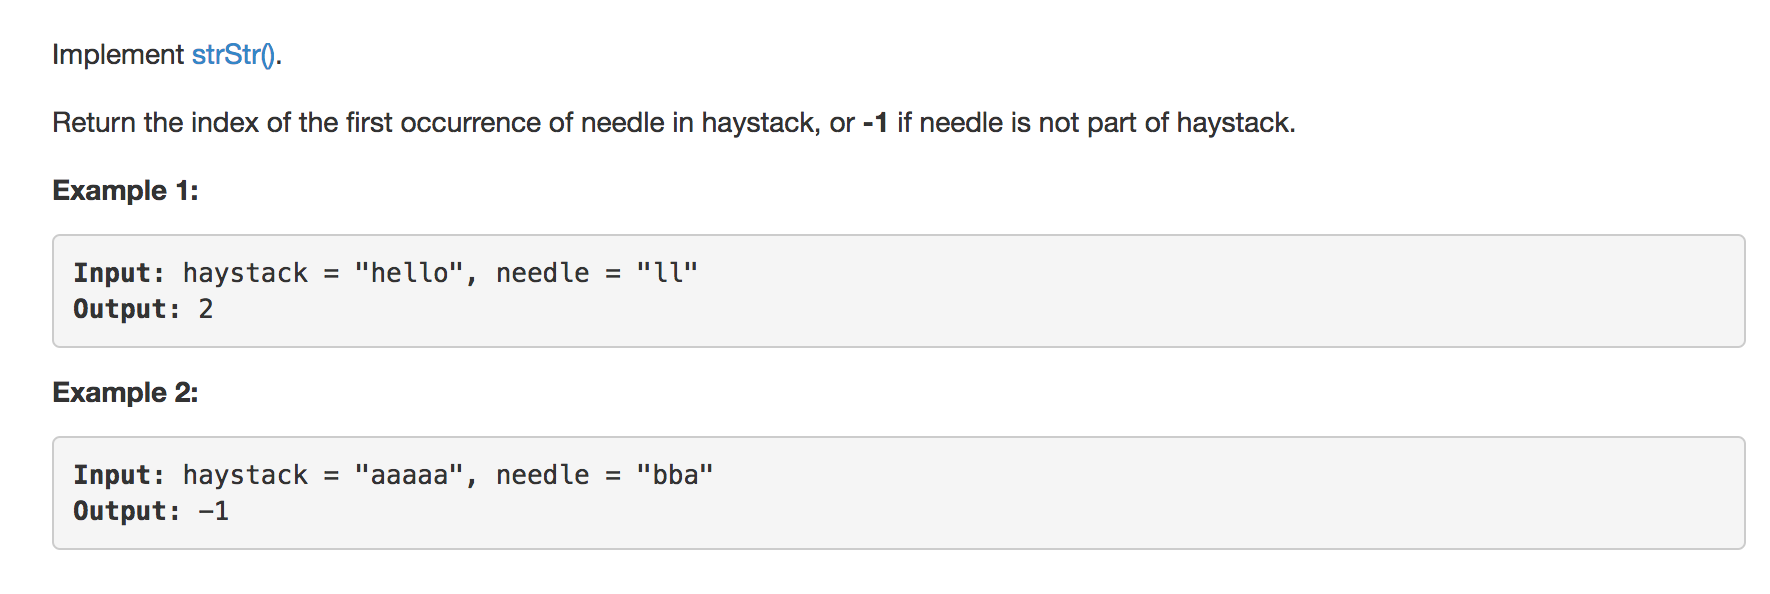 Implement strStr().
Return the index of the first occurrence of needle in haystack, or -1 if needle is not part of haystack.
Example 1:
Input: haystack = "hello", needle = "ll"
Output: 2
Example 2:
Input: haystack = "aaaaa", needle = "bba"
Output: -1